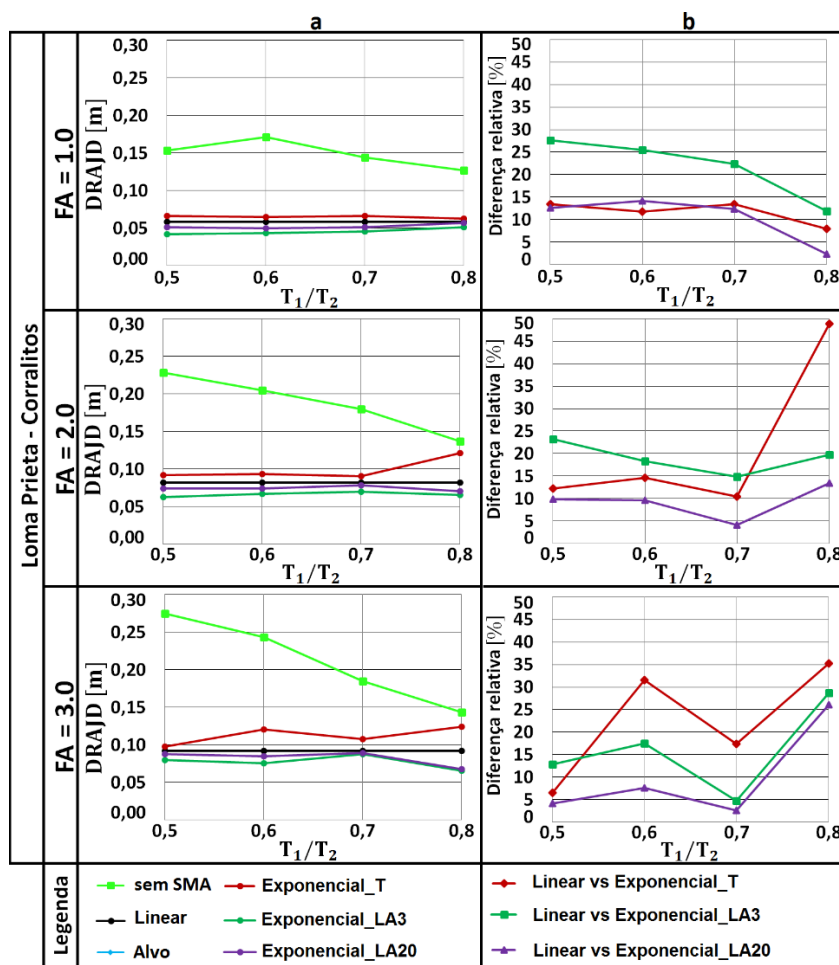 a
b
Loma Prieta - Corralitos
FA = 1.0
DRAJD [m]
0,30
0,25
0,20
0,15
0,10
0,05
0,00
0,5 0,6 0,7 0,8
T₁/T₂
Diferença relativa [%]
50
45
40
35
30
25
20
15
10
5
0
0,5 0,6 0,7 0,8
T₁/T₂
FA = 2.0
DRAJD [m]
0,30
0,25
0,20
0,15
0,10
0,05
0,00
0,5 0,6 0,7 0,8
T₁/T₂
Diferença relativa [%]
50
45
40
35
30
25
20
15
10
5
0
0,5 0,6 0,7 0,8
T₁/T₂
FA = 3.0
DRAJD [m]
0,30
0,25
0,20
0,15
0,10
0,05
0,00
0,5 0,6 0,7 0,8
T₁/T₂
Diferença relativa [%]
50
45
40
35
30
25
20
15
10
5
0
0,5 0,6 0,7 0,8
T₁/T₂
Legenda
sem SMA
Linear
Alvo
Exponencial_T
Exponencial_LA3
Exponencial_LA20
Linear vs Exponencial_T
Linear vs Exponencial_LA3
Linear vs Exponencial_LA20